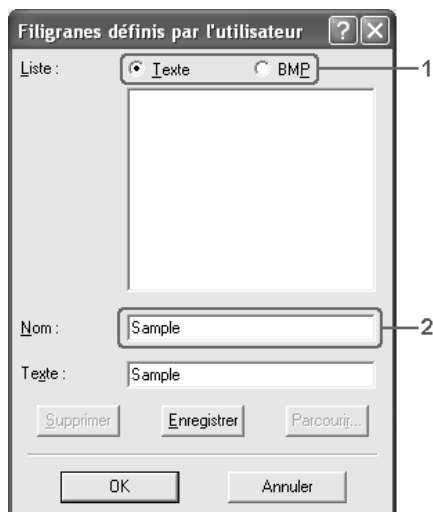 Filigranes définis par l'utilisateur
Liste : Texte BMP 1
Nom : Sample 2
Texte : Sample
Supprimer Enregistrer Parcourir...
OK Annuler